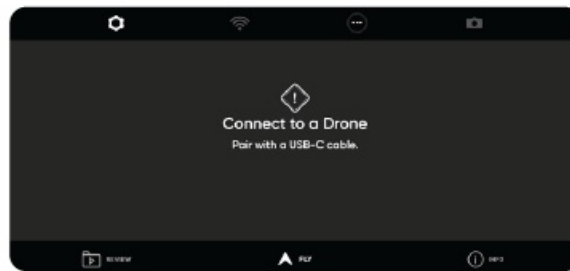 Connect to a Drone
Pair with a USB-C cable.
REVIEW
FLY
INFO